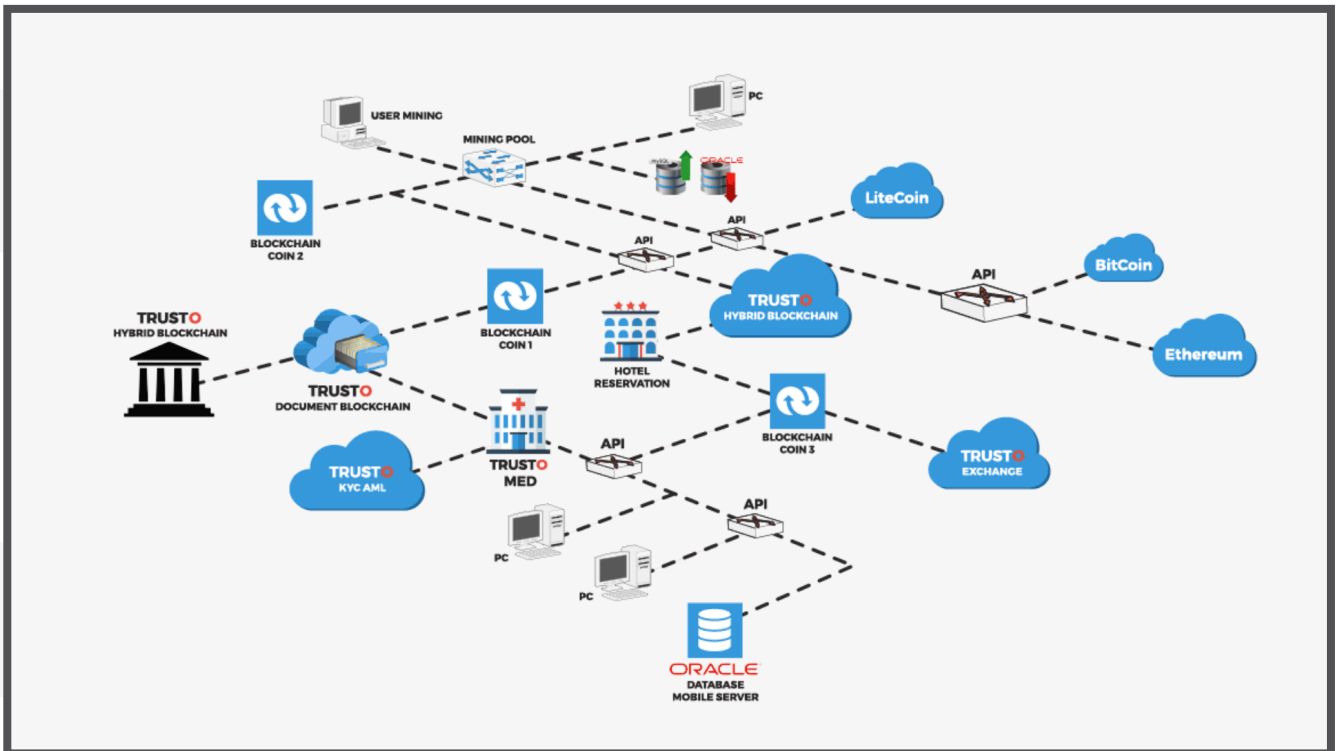 PC
USER MINING
MINING POOL
MySQL
ORACLE
LiteCoin
BLOCKCHAIN
COIN 2
API
API
BitCoin
API
TRUSTO
HYBRID BLOCKCHAIN
TRUSTO
HYBRID BLOCKCHAIN
BLOCKCHAIN
COIN 1
Ethereum
HOTEL
RESERVATION
TRUSTO
DOCUMENT BLOCKCHAIN
BLOCKCHAIN
COIN 3
API
TRUSTO
EXCHANGE
TRUSTO
KYC AML
TRUSTO
MED
API
PC
PC
ORACLE
DATABASE
MOBILE SERVER